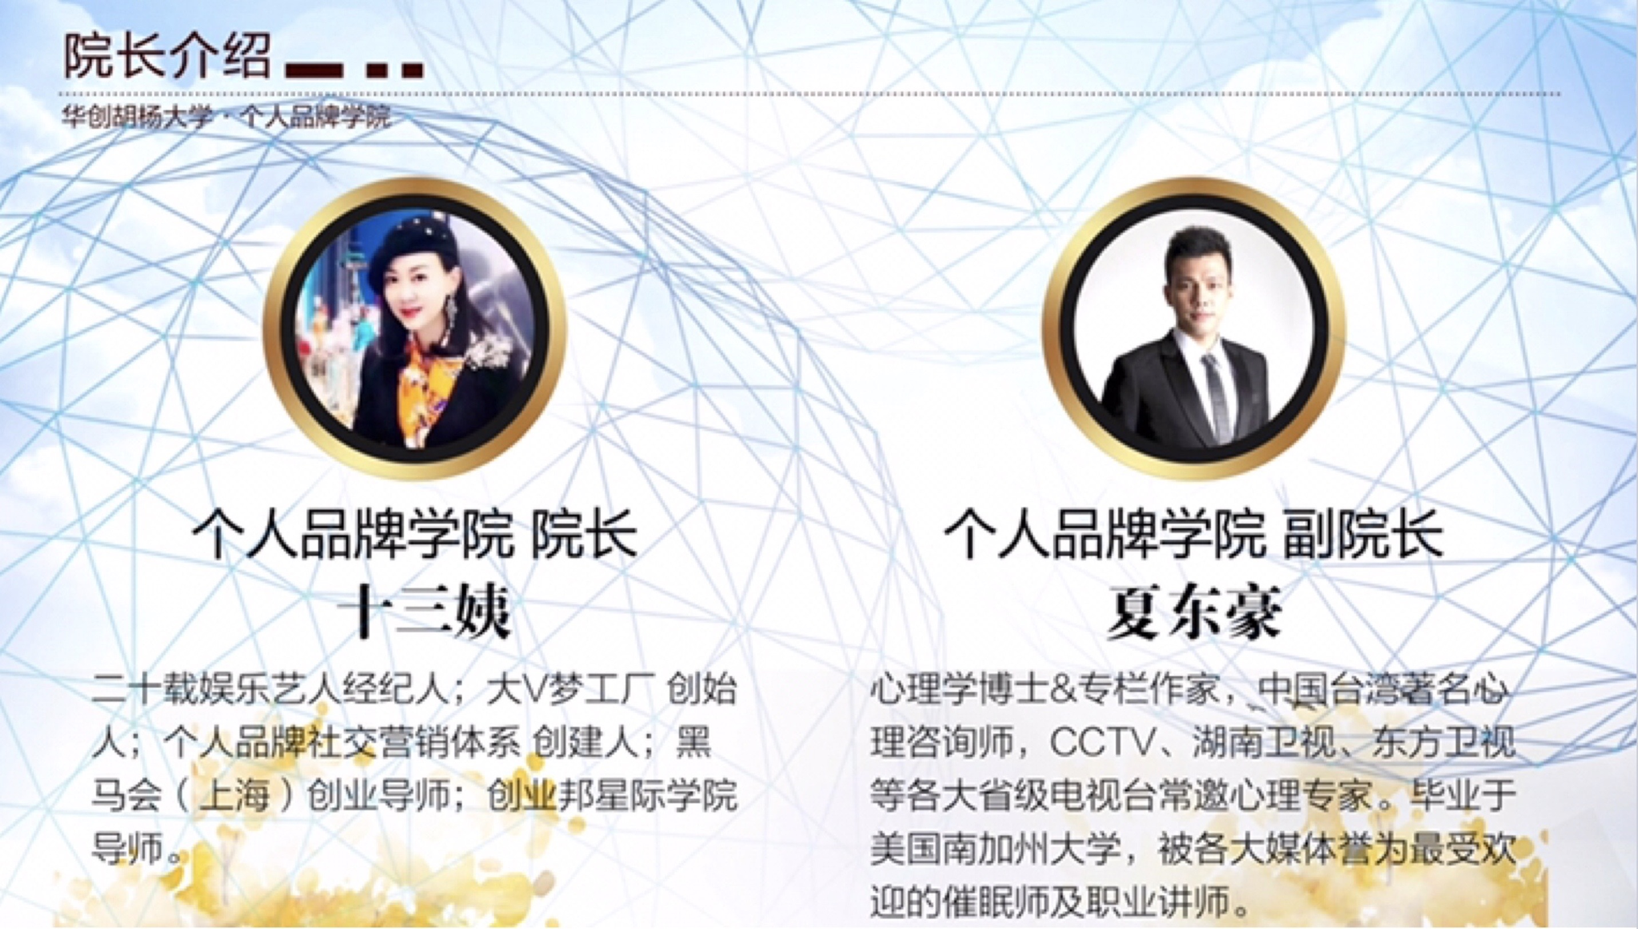 院长介绍
华创胡杨大学·个人品牌学院
个人品牌学院 院长
十三姨
二十载娱乐艺人经纪人；大V梦工厂 创始
人；个人品牌社交营销体系 创建人；黑
马会（上海）创业导师；创业邦星际学院
导师。
个人品牌学院 副院长
夏东豪
心理学博士&专栏作家，中国台湾著名心
理咨询师，CCTV、湖南卫视、东方卫视
等各大省级电视台常邀心理专家。毕业于
美国南加州大学，被各大媒体誉为最受欢
迎的催眠师及职业讲师。